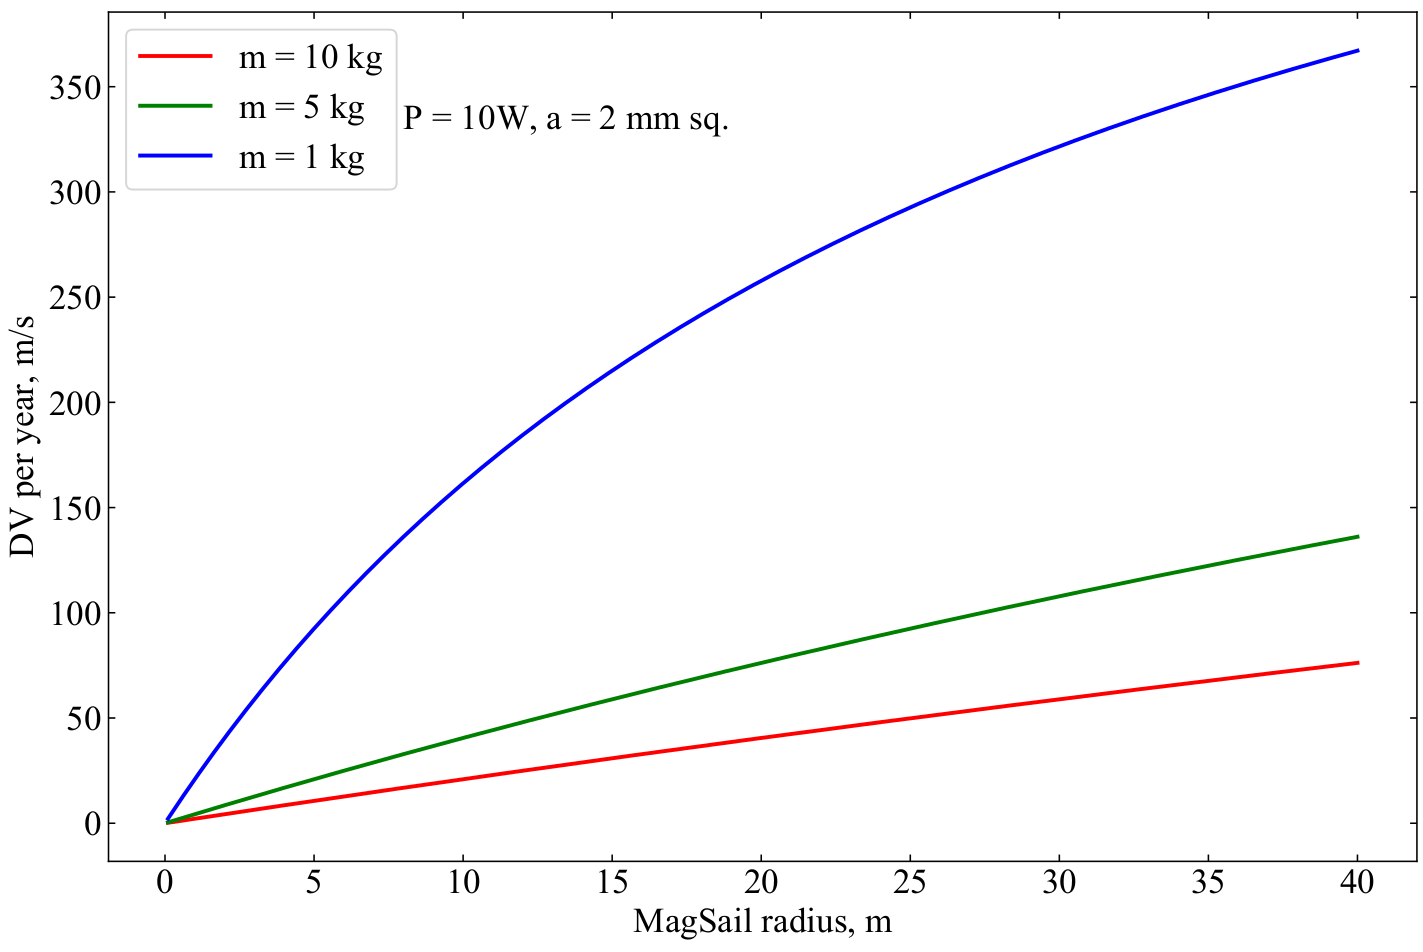 m = 10 kg
m = 5 kg
m = 1 kg
P = 10W, a = 2 mm sq.
DV per year, m/s
350
300
250
200
150
100
50
0
0 5 10 15 20 25 30 35 40
MagSail radius, m